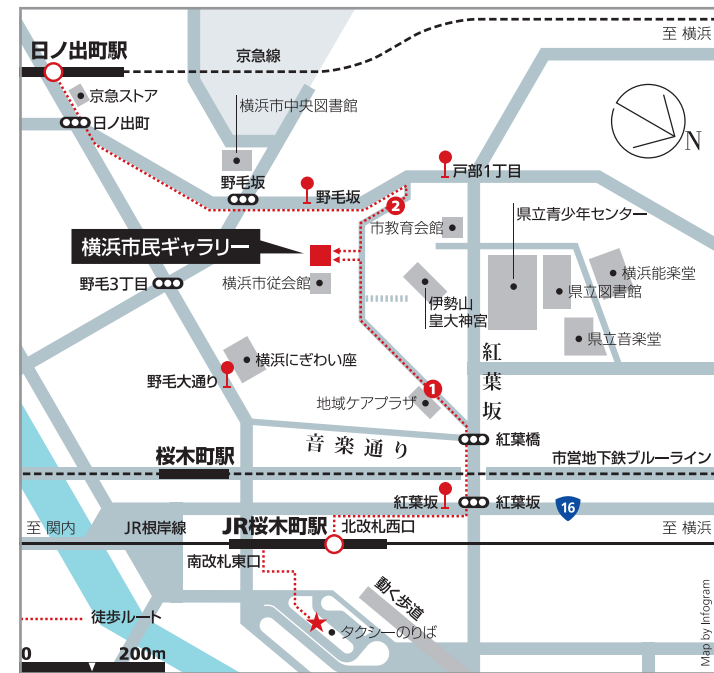 至 横浜
日ノ出町駅
京急線
京急ストア
横浜市中央図書館
日ノ出町
N
戸部1丁目
野毛坂
野毛坂
2
県立青少年センター
市教育会館
横浜市民ギャラリー
横浜能楽堂
野毛3丁目
横浜市従会館
県立図書館
伊勢山
皇大神宮
県立音楽堂
紅葉坂
横浜にぎわい座
野毛大通り
1
地域ケアプラザ
音楽通り
紅葉橋
桜木町駅
市営地下鉄ブルーライン
紅葉坂
紅葉坂
16
至 関内
JR根岸線
JR桜木町駅
北改札西口
至 横浜
南改札東口
動く歩道
徒歩ルート
タクシーのりば
0
200m
Map by Infogram